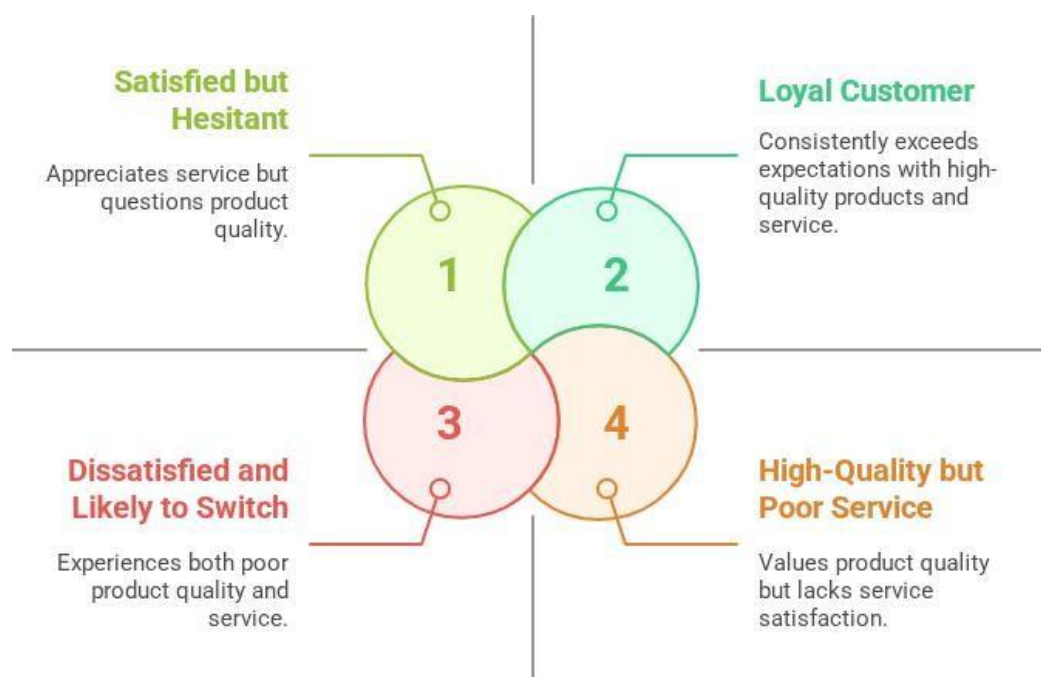 Satisfied but
Hesitant
Appreciates service but
questions product
quality.
1
Loyal Customer
Consistently exceeds
expectations with high-
quality products and
service.
2
Dissatisfied and
Likely to Switch
Experiences both poor
product quality and
service.
3
High-Quality but
Poor Service
Values product quality
but lacks service
satisfaction.
4